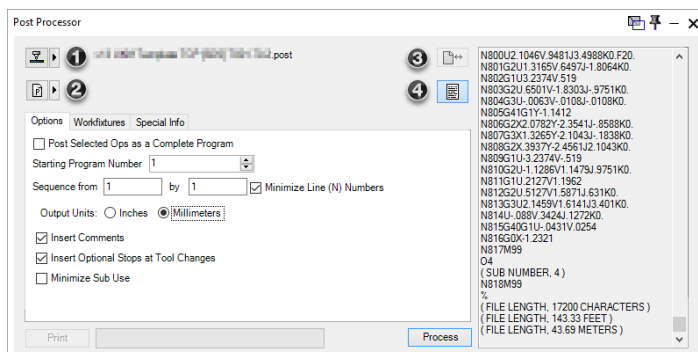 Post Processor
1 .post 3
2 4
Options Workfixtures Special Info
Post Selected Ops as a Complete Program
Starting Program Number 1
Sequence from 1 by 1 Minimize Line (N) Numbers
Output Units: Inches Millimeters
Insert Comments
Insert Optional Stops at Tool Changes
Minimize Sub Use
Print Process
N800U2.1046V.9481J3.4988K0.F20.
N801G2U1.3165V.6497J-1.8064K0.
N802G1U3.2374V.519
N803G2U.6501V-1.8303J-.9751K0.
N804G3U-.0063V-.0108J-.0108K0.
N805G41G1Y-1.1412
N806G2X2.0782Y-2.3541J-.8588K0.
N807G3X1.3265Y-2.1043J-.1838K0.
N808G2X.3937Y-2.4561J2.1043K0.
N809G1U-3.2374V-.519
N810G2U-1.1286V1.1479J.9751K0.
N811G1U.2127V1.1962
N812G2U.5127V1.5871J.631K0.
N813G3U2.1459V1.6141J3.401K0.
N814U-.088V.3424J.1272K0.
N815G40G1U-.0431V.0254
N816G0X-1.2321
N817M99
O4
( SUB NUMBER, 4 )
N818M99
%
( FILE LENGTH, 17200 CHARACTERS )
( FILE LENGTH, 143.33 FEET )
( FILE LENGTH, 43.69 METERS )